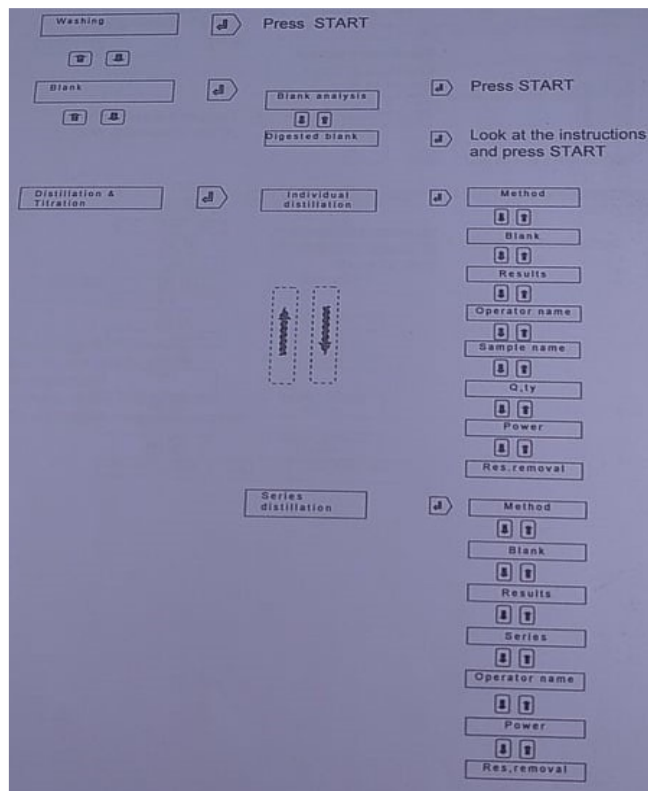 Washing
Press START
Blank
Blank analysis
Press START
Digested blank
Look at the instructions
and press START
Distillation &
Titration
Individual
distillation
Method
Blank
Results
Operator name
Sample name
Q.ty
Power
Res.removal
Series
distillation
Method
Blank
Results
Series
Operator name
Power
Res.removal